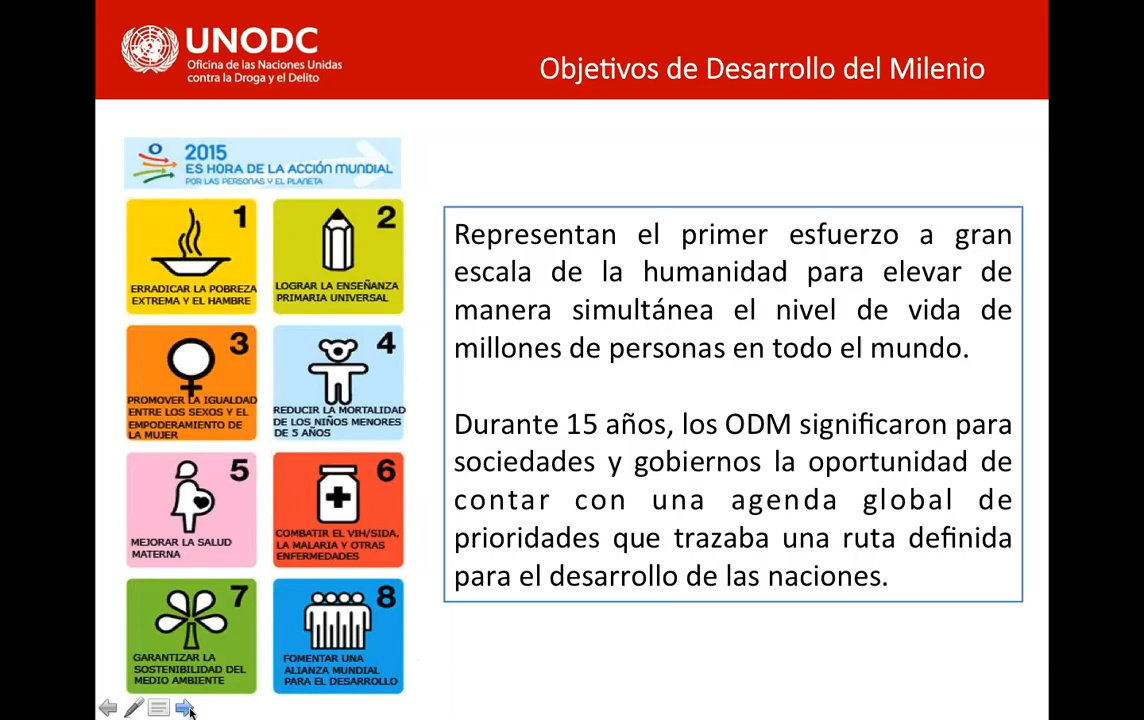 UNODC
Oficina de las Naciones Unidas
contra la Droga y el Delito
Objetivos de Desarrollo del Milenio
2015
ES HORA DE LA ACCIÓN MUNDIAL
POR LAS PERSONAS Y EL PLANETA
1
ERRADICAR LA POBREZA
EXTREMA Y EL HAMBRE
2
LOGRAR LA ENSEÑANZA
PRIMARIA UNIVERSAL
3
PROMOVER LA IGUALDAD
ENTRE LOS SEXOS Y EL
EMPODERAMIENTO DE
LA MUJER
4
REDUCIR LA MORTALIDAD
DE LOS NIÑOS MENORES
DE 5 AÑOS
5
MEJORAR LA SALUD
MATERNA
6
COMBATIR EL VIH/SIDA,
LA MALARIA Y OTRAS
ENFERMEDADES
7
GARANTIZAR LA
SOSTENIBILIDAD DEL
MEDIO AMBIENTE
8
FOMENTAR UNA
ALIANZA MUNDIAL
PARA EL DESARROLLO
Representan el primer esfuerzo a gran
escala de la humanidad para elevar de
manera simultánea el nivel de vida de
millones de personas en todo el mundo.
Durante 15 años, los ODM significaron para
sociedades y gobiernos la oportunidad de
contar con una agenda global de
prioridades que trazaba una ruta definida
para el desarrollo de las naciones.